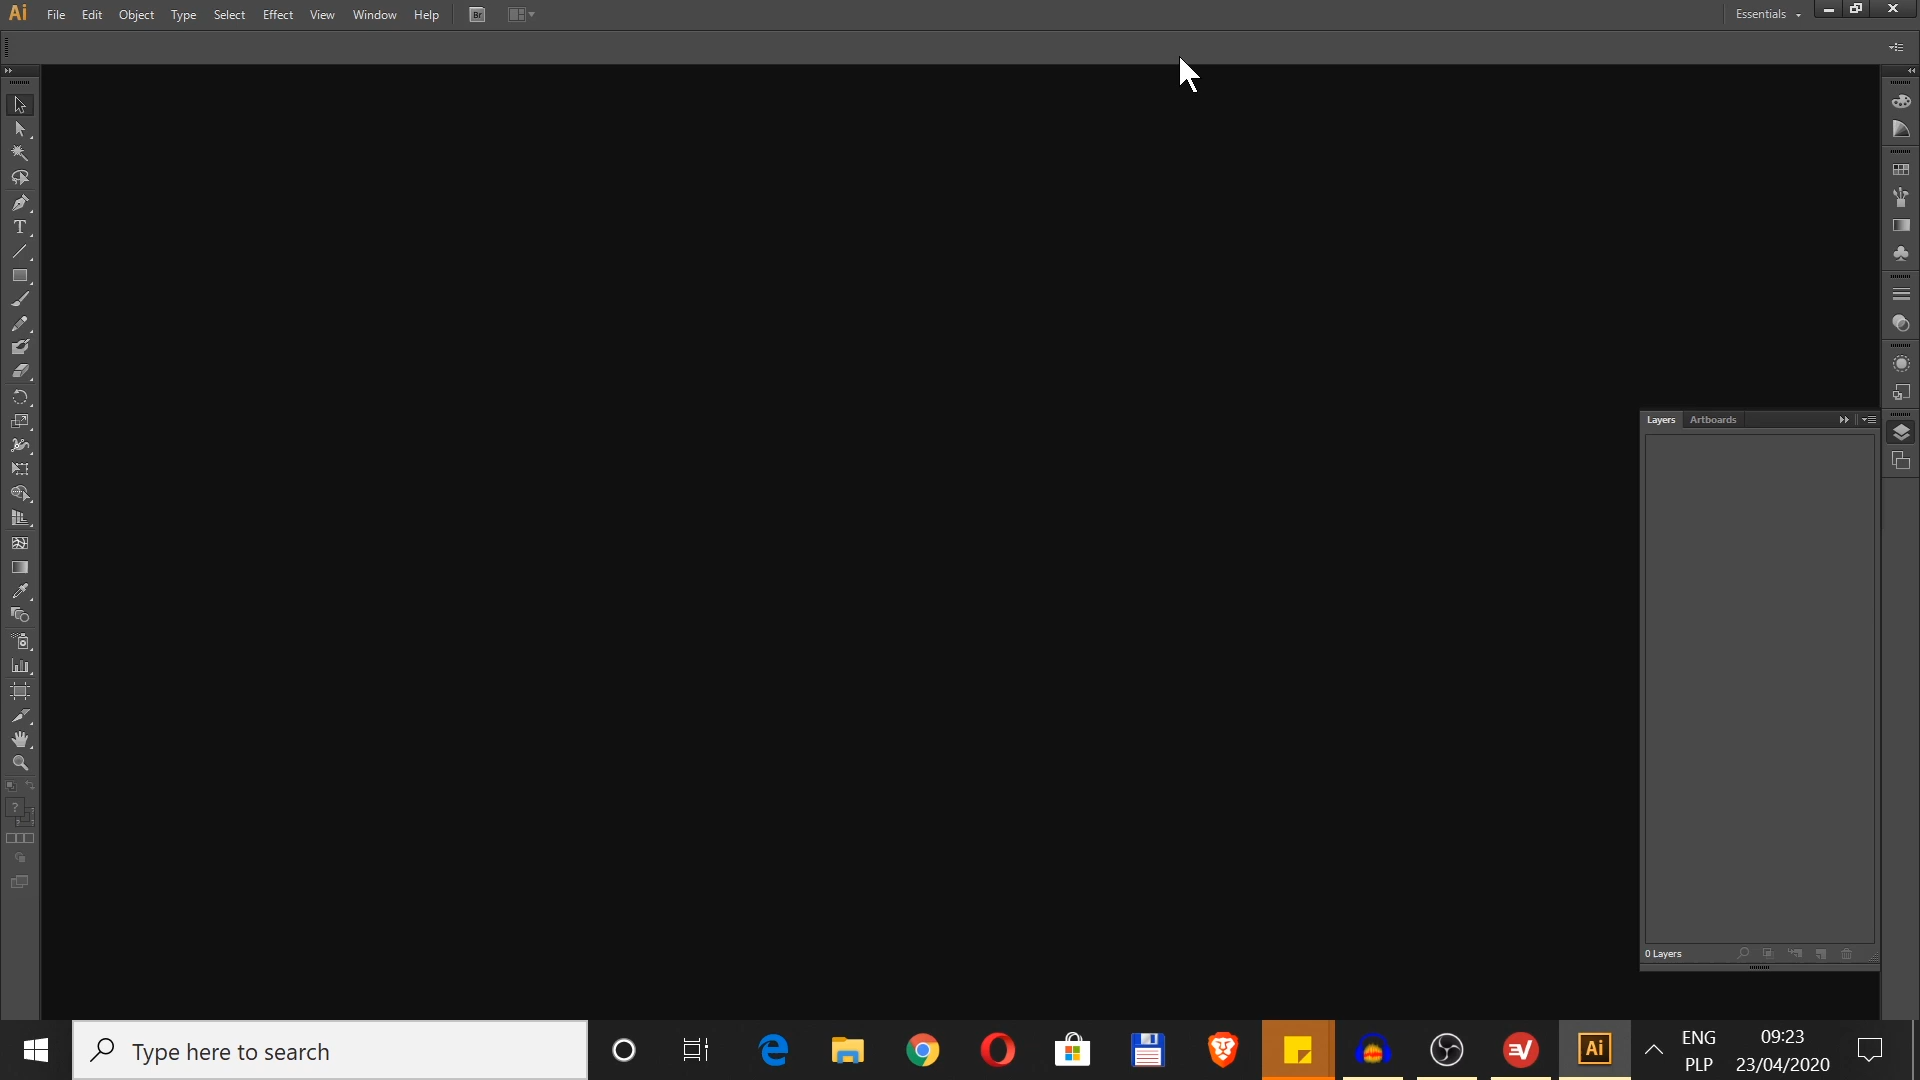 Ai File Edit Object Type Select Effect View Window Help Br Essentials
T
Layers Artboards
?
0 Layers
Type here to search
Ai
ENG
PLP
09:23
23/04/2020